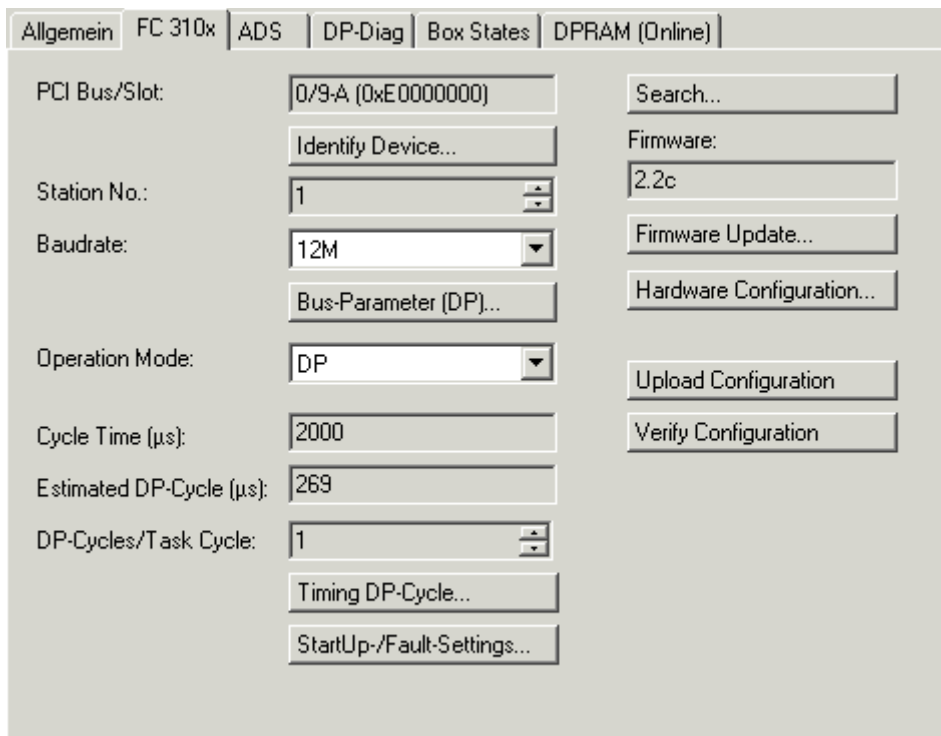 Allgemein FC 310x ADS DP-Diag Box States DPRAM (Online)
PCI Bus/Slot: 0/9-A (0xE0000000) Search...
Identify Device... Firmware:
Station No.: 1 2.2c
Baudrate: 12M Firmware Update...
Bus-Parameter (DP)... Hardware Configuration...
Operation Mode: DP Upload Configuration
Cycle Time (µs): 2000 Verify Configuration
Estimated DP-Cycle (µs): 269
DP-Cycles/Task Cycle: 1
Timing DP-Cycle...
StartUp-/Fault-Settings...